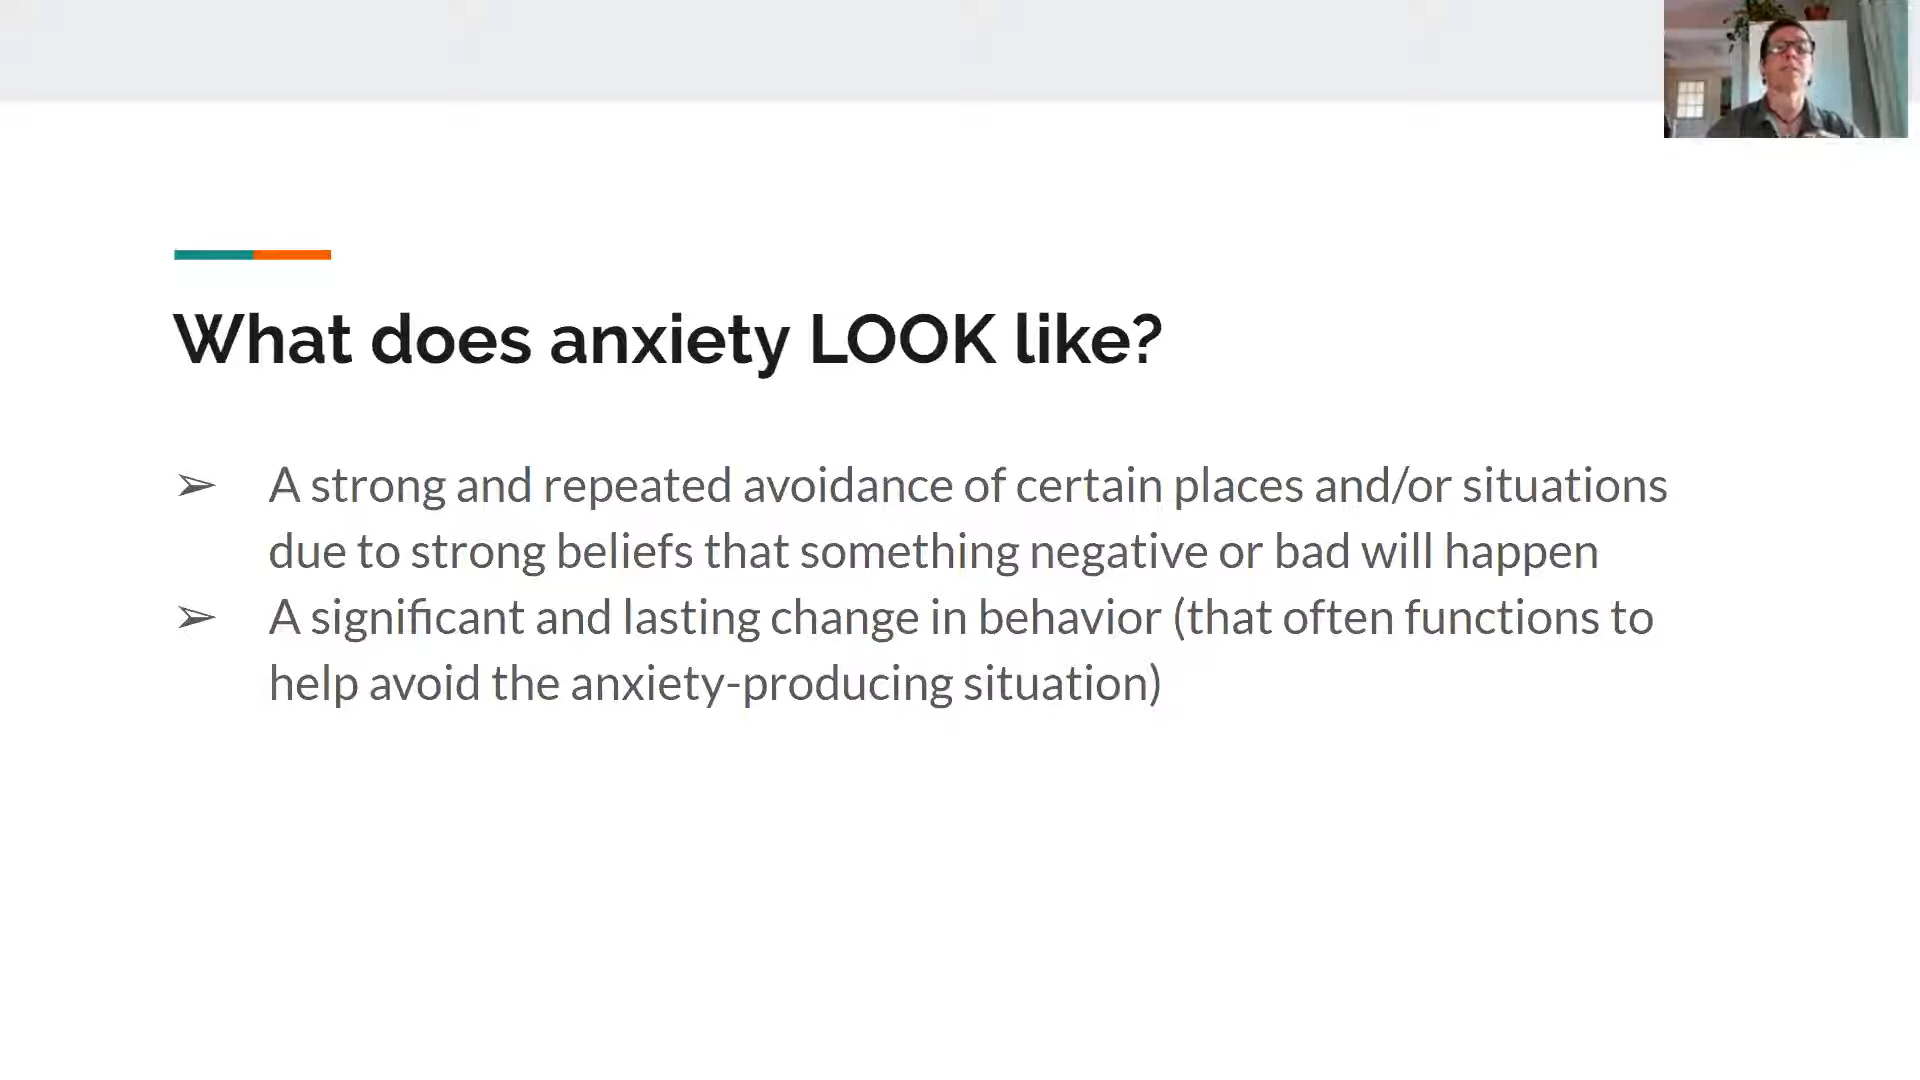 What does anxiety LOOK like?
➢ A strong and repeated avoidance of certain places and/or situations
due to strong beliefs that something negative or bad will happen
➢ A significant and lasting change in behavior (that often functions to
help avoid the anxiety-producing situation)